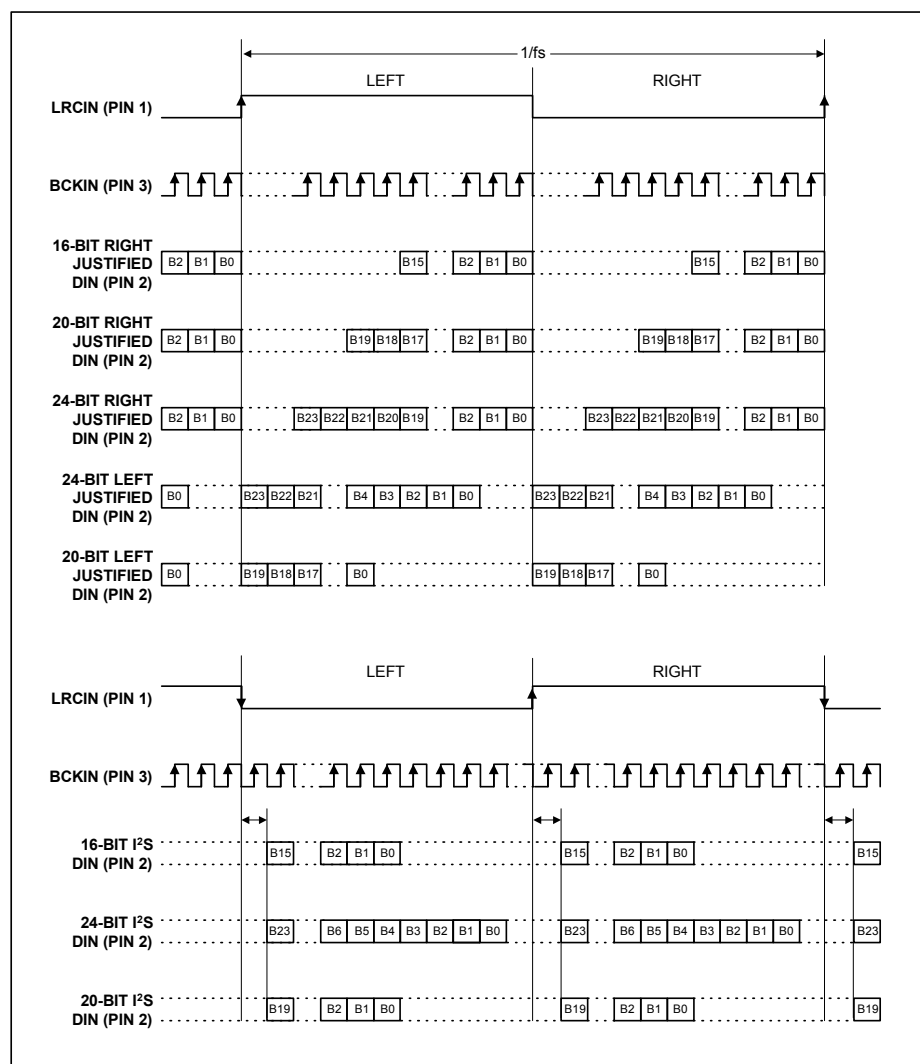 1/fs
LEFT RIGHT
LRCIN (PIN 1)
BCKIN (PIN 3)
16-BIT RIGHT
JUSTIFIED
DIN (PIN 2)
B2 B1 B0 B15 B2 B1 B0 B15 B2 B1 B0
20-BIT RIGHT
JUSTIFIED
DIN (PIN 2)
B2 B1 B0 B19 B18 B17 B2 B1 B0 B19 B18 B17 B2 B1 B0
24-BIT RIGHT
JUSTIFIED
DIN (PIN 2)
B2 B1 B0 B23 B22 B21 B20 B19 B2 B1 B0 B23 B22 B21 B20 B19 B2 B1 B0
24-BIT LEFT
JUSTIFIED
DIN (PIN 2)
B0 B23 B22 B21 B4 B3 B2 B1 B0 B23 B22 B21 B4 B3 B2 B1 B0
20-BIT LEFT
JUSTIFIED
DIN (PIN 2)
B0 B19 B18 B17 B0 B19 B18 B17 B0
LEFT RIGHT
LRCIN (PIN 1)
BCKIN (PIN 3)
16-BIT I²S
DIN (PIN 2)
B15 B2 B1 B0 B15 B2 B1 B0 B15
24-BIT I²S
DIN (PIN 2)
B23 B6 B5 B4 B3 B2 B1 B0 B23 B6 B5 B4 B3 B2 B1 B0 B23
20-BIT I²S
DIN (PIN 2)
B19 B2 B1 B0 B19 B2 B1 B0 B19